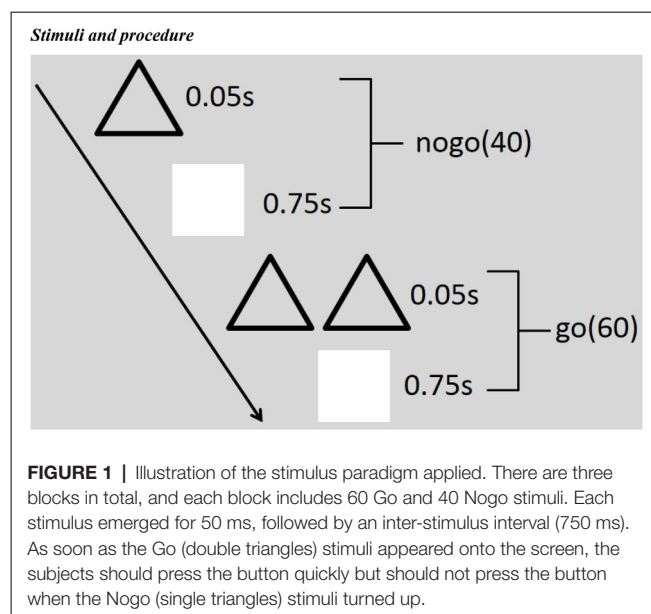 Stimuli and procedure
0.05s
nogo(40)
0.75s
0.05s
go(60)
0.75s
FIGURE 1 | Illustration of the stimulus paradigm applied. There are three
blocks in total, and each block includes 60 Go and 40 Nogo stimuli. Each
stimulus emerged for 50 ms, followed by an inter-stimulus interval (750 ms).
As soon as the Go (double triangles) stimuli appeared onto the screen, the
subjects should press the button quickly but should not press the button
when the Nogo (single triangles) stimuli turned up.